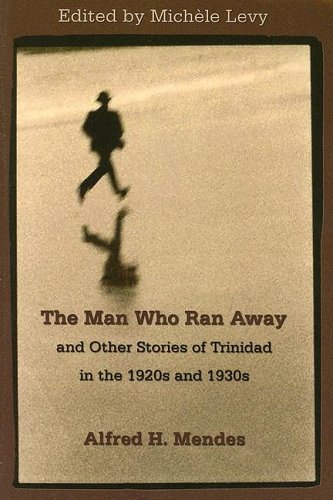 Edited by Michèle Levy
The Man Who Ran Away
and Other Stories of Trinidad
in the 1920s and 1930s
Alfred H. Mendes